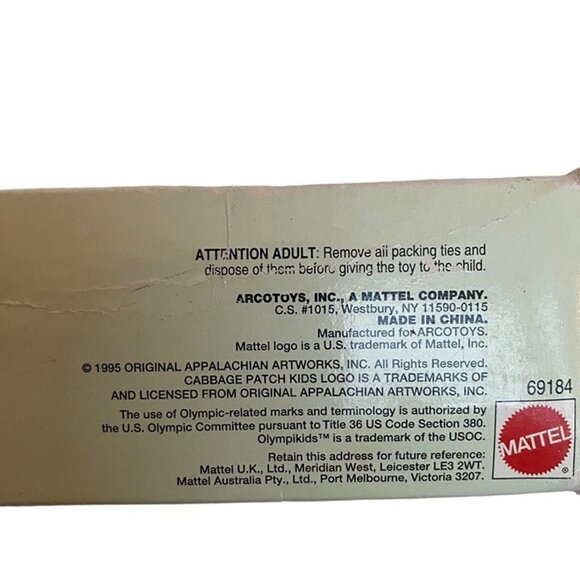 ATTENTION ADULT: Remove all packing ties and
dispose of them before giving the toy to the child.
ARCOTOYS, INC., A MATTEL COMPANY.
C.S. #1015, Westbury, NY 11590-0115
MADE IN CHINA.
Manufactured for ARCOTOYS.
Mattel logo is a U.S. trademark of Mattel, Inc.
© 1995 ORIGINAL APPALACHIAN ARTWORKS, INC. All Rights Reserved.
CABBAGE PATCH KIDS LOGO IS A TRADEMARKS OF
AND LICENSED FROM ORIGINAL APPALACHIAN ARTWORKS, INC.
The use of Olympic-related marks and terminology is authorized by
the U.S. Olympic Committee pursuant to Title 36 US Code Section 380.
Olympikids™ is a trademark of the USOC.
Retain this address for future reference:
Mattel U.K., Ltd., Meridian West, Leicester LE3 2WT.
Mattel Australia Pty., Ltd., Port Melbourne, Victoria 3207.
69184
MATTEL